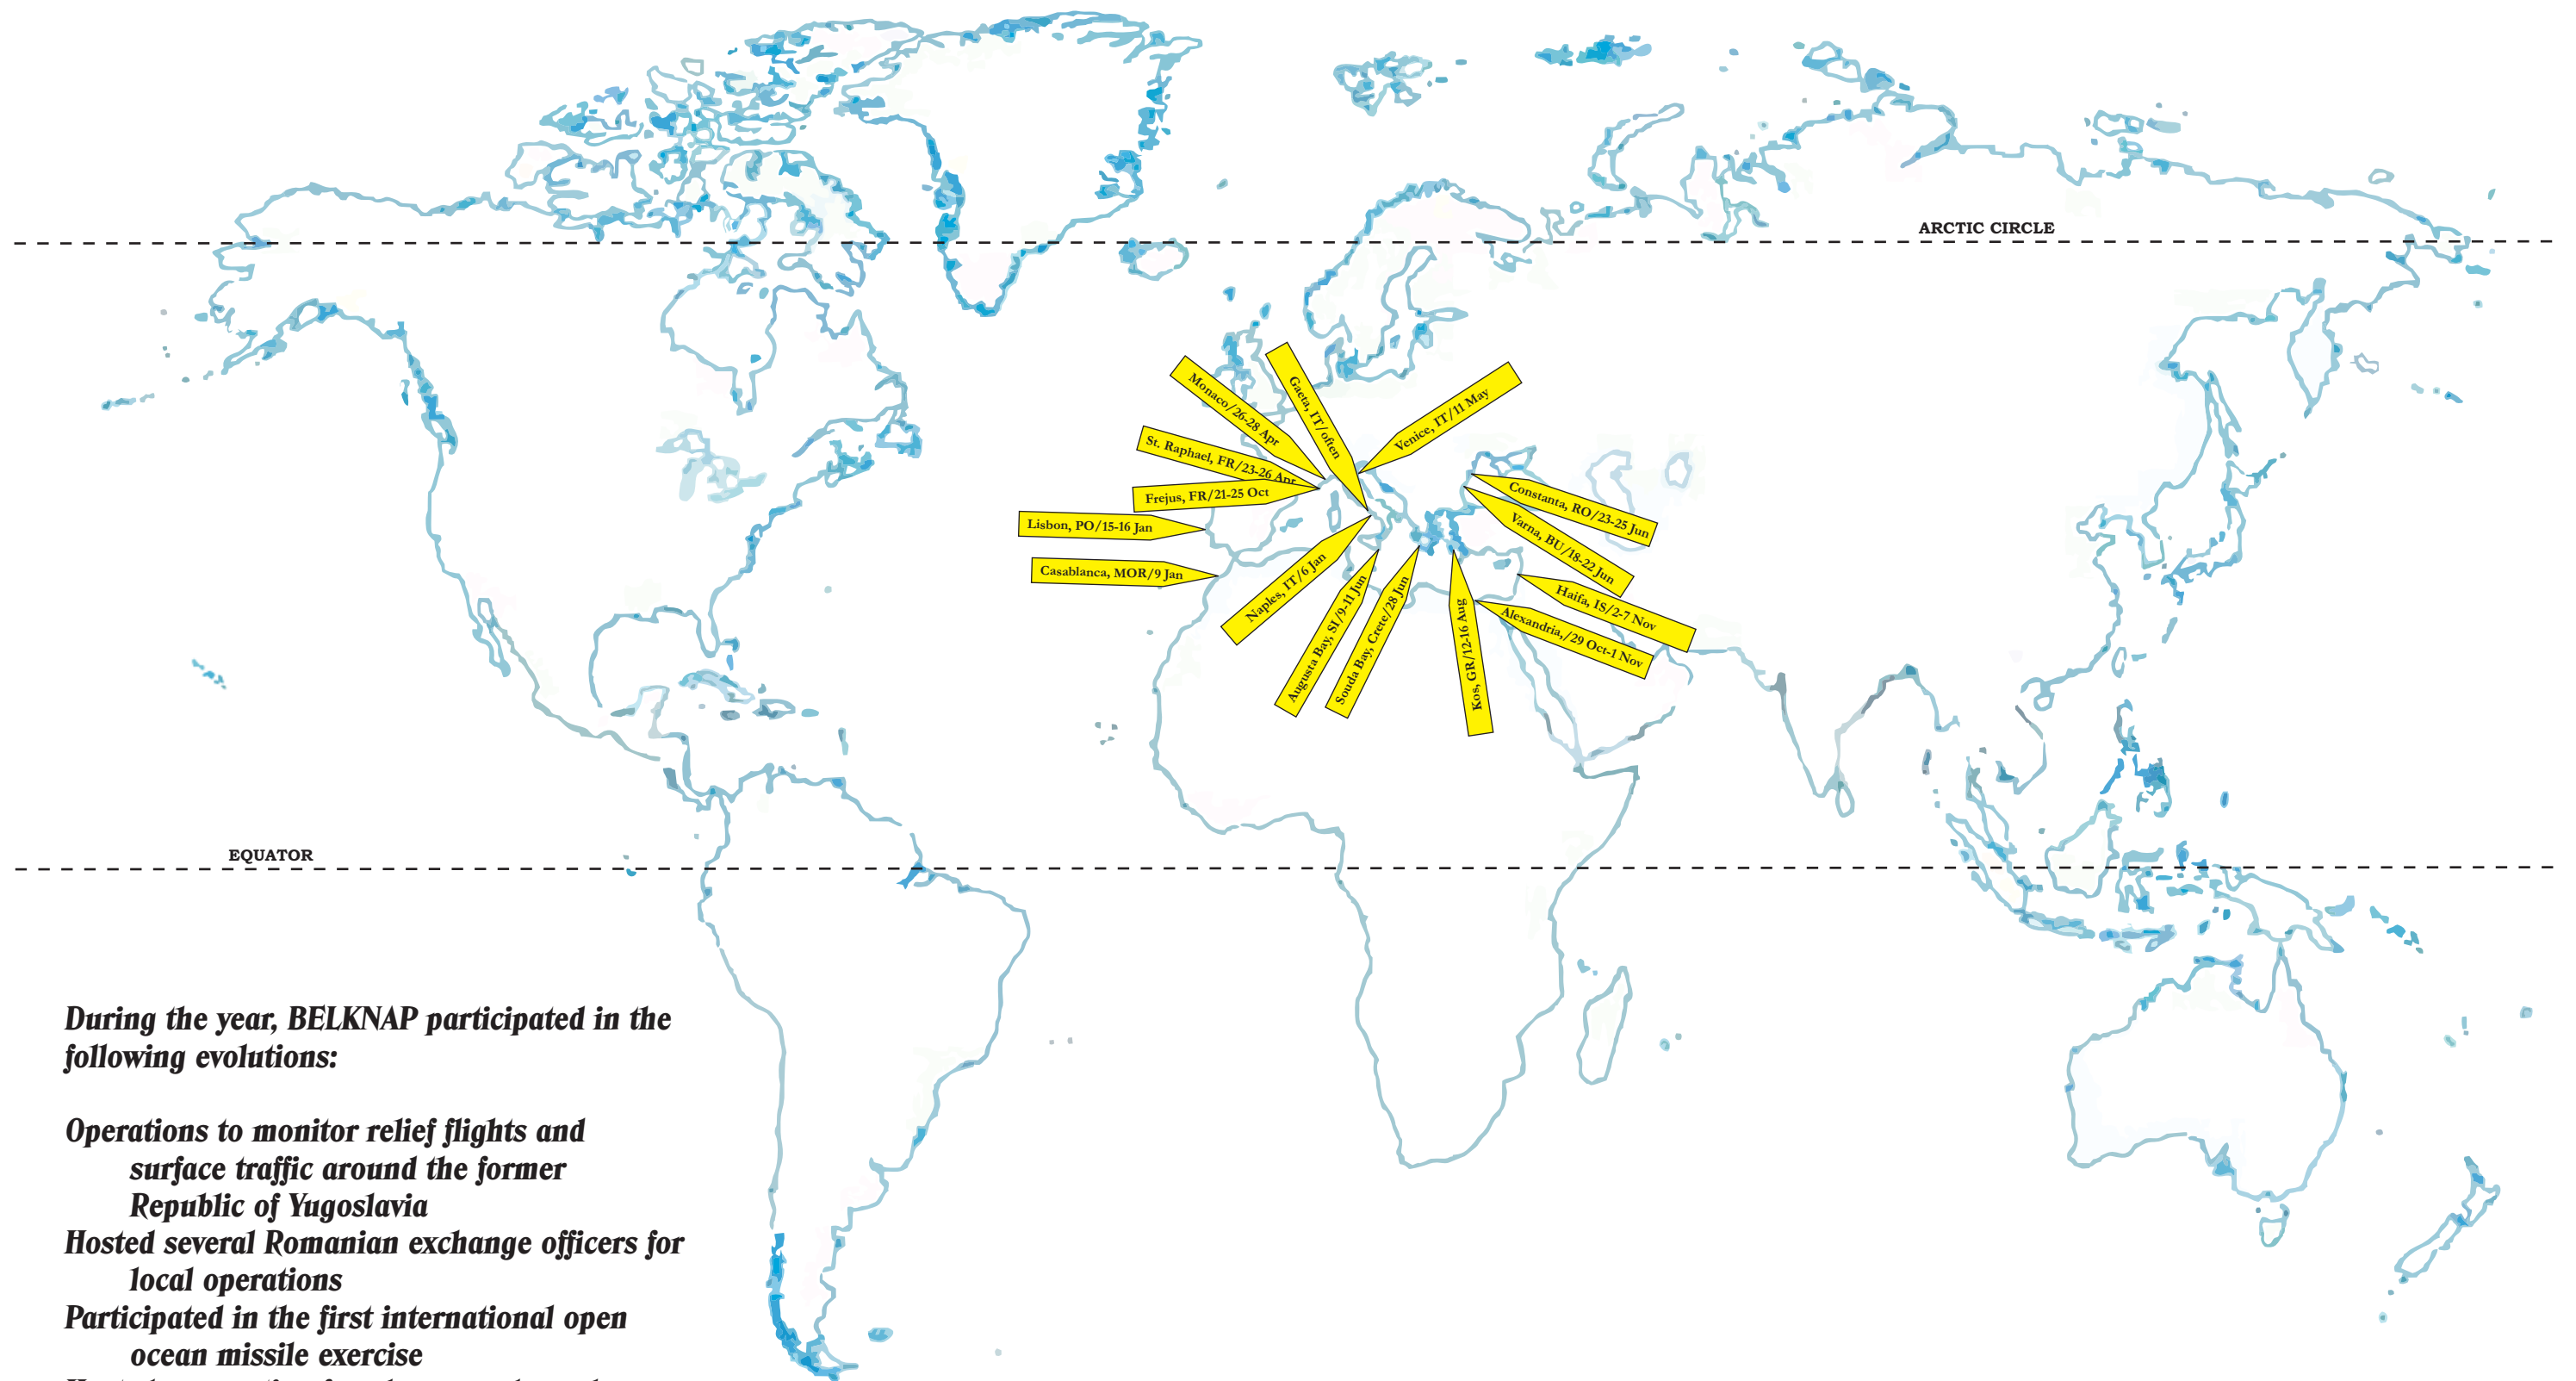 ARCTIC CIRCLE
Monaco/26-28 Apr
Gaeta, IT/often
Venice, IT/11 May
St. Raphael, FR/23-26 Apr
Frejus, FR/21-25 Oct
Lisbon, PO/15-16 Jan
Casablanca, MOR/9 Jan
Naples, IT/6 Jan
Augusta Bay, SI/9-11 Jun
Souda Bay, Crete/28 Jun
Kos, GR/12-16 Aug
Constanta, RO/23-25 Jun
Varna, BU/18-22 Jun
Haifa, IS/2-7 Nov
Alexandria,/29 Oct-1 Nov
EQUATOR
During the year, BELKNAP participated in the
following evolutions:
Operations to monitor relief flights and
surface traffic around the former
Republic of Yugoslavia
Hosted several Romanian exchange officers for
local operations
Participated in the first international open
ocean missile exercise